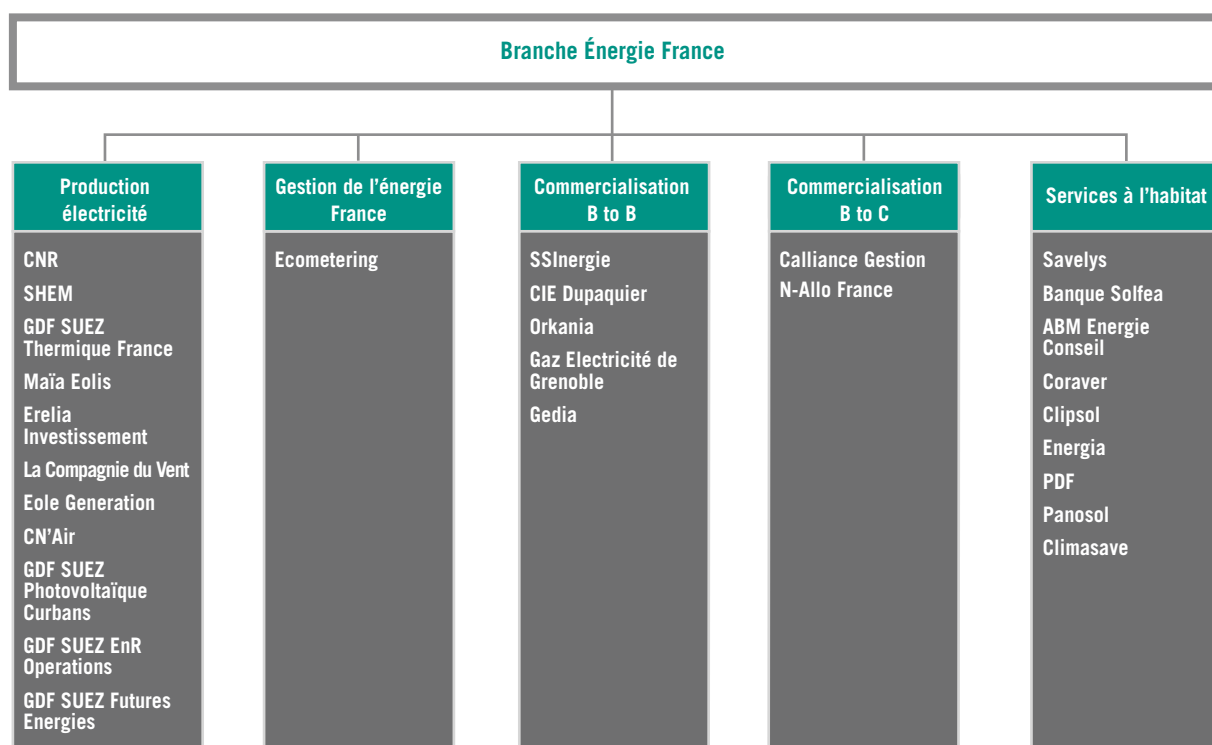 Branche Énergie France
Production
électricité
CNR
SHEM
GDF SUEZ
Thermique France
Maïa Eolis
Erelia
Investissement
La Compagnie du Vent
Eole Generation
CN'Air
GDF SUEZ
Photovoltaïque
Curbans
GDF SUEZ EnR
Operations
GDF SUEZ Futures
Energies
Gestion de l'énergie
France
Ecometering
Commercialisation
B to B
SSInergie
CIE Dupaquier
Orkania
Gaz Electricité de
Grenoble
Gedia
Commercialisation
B to C
Calliance Gestion
N-Allo France
Services à l'habitat
Savelys
Banque Solfea
ABM Energie
Conseil
Coraver
Clipsol
Energia
PDF
Panosol
Climasave